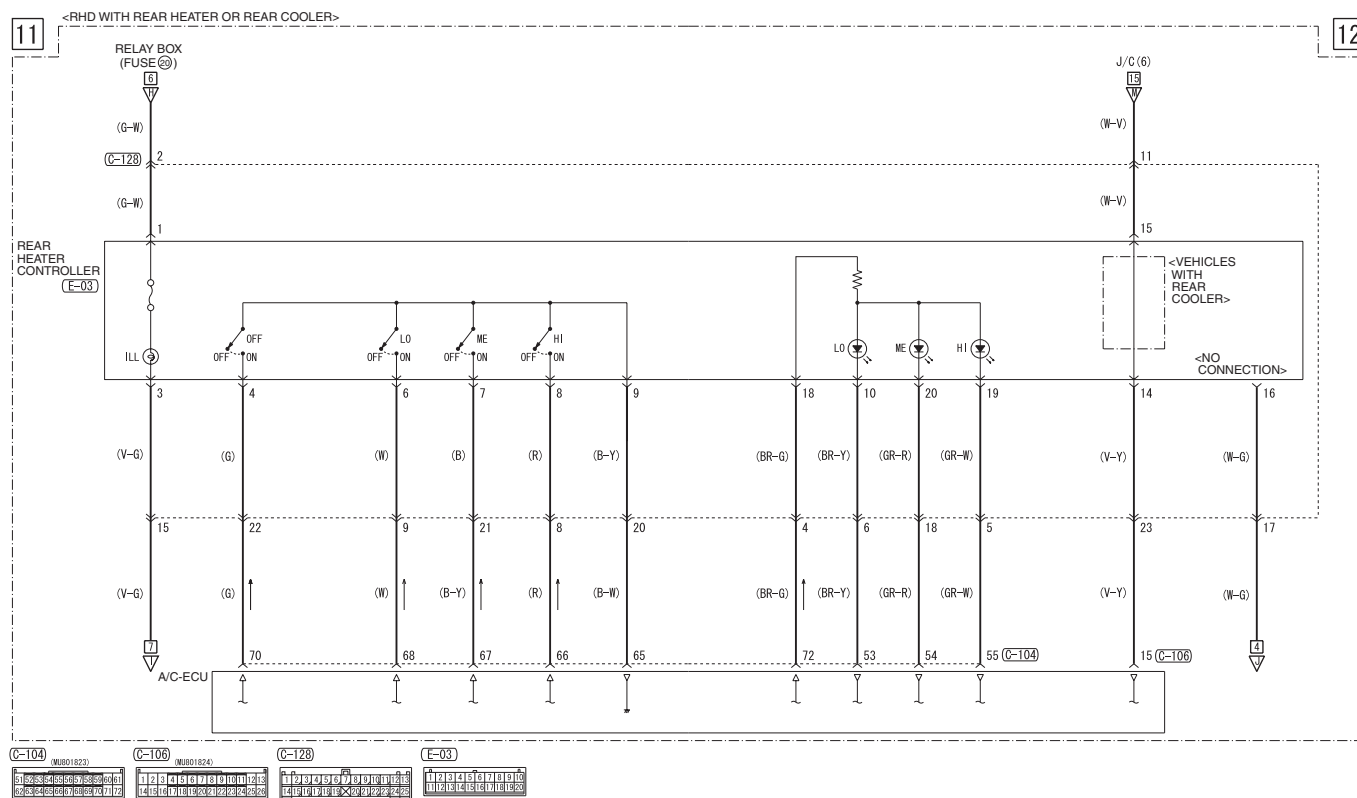 <RHD WITH REAR HEATER OR REAR COOLER>
11
12
RELAY BOX
(FUSE⑳)
6
H
J/C(6)
15
M
(G-W)
(W-V)
(C-128)
2
11
(G-W)
(W-V)
1
15
REAR
HEATER
CONTROLLER
(E-03)
<VEHICLES
WITH
REAR
COOLER>
ILL
OFF
OFF
ON
LO
OFF
ON
ME
OFF
ON
HI
OFF
ON
LO
ME
HI
<NO
CONNECTION>
3 4 6 7 8 9 18 10 20 19 14 16
(V-G) (G) (W) (B) (R) (B-Y) (BR-G) (BR-Y) (GR-R) (GR-W) (V-Y) (W-G)
15 22 9 21 8 20 4 6 18 5 23 17
(V-G) (G) (W) (B-Y) (R) (B-W) (BR-G) (BR-Y) (GR-R) (GR-W) (V-Y) (W-G)
7
I
4
J
70 68 67 66 65 72 53 54 55 (C-104) 15 (C-106)
A/C-ECU
(C-104) (MU801823)
51 52 53 54 55 56 57 58 59 60 61
62 63 64 65 66 67 68 69 70 71 72
(C-106) (MU801824)
1 2 3 4 5 6 7 8 9 10 11 12 13
14 15 16 17 18 19 20 21 22 23 24 25 26
(C-128)
1 2 3 4 5 6 7 8 9 10 11 12 13
14 15 16 17 18 19 20 21 22 23 24 25
(E-03)
1 2 3 4 5 6 7 8 9 10
11 12 13 14 15 16 17 18 19 20